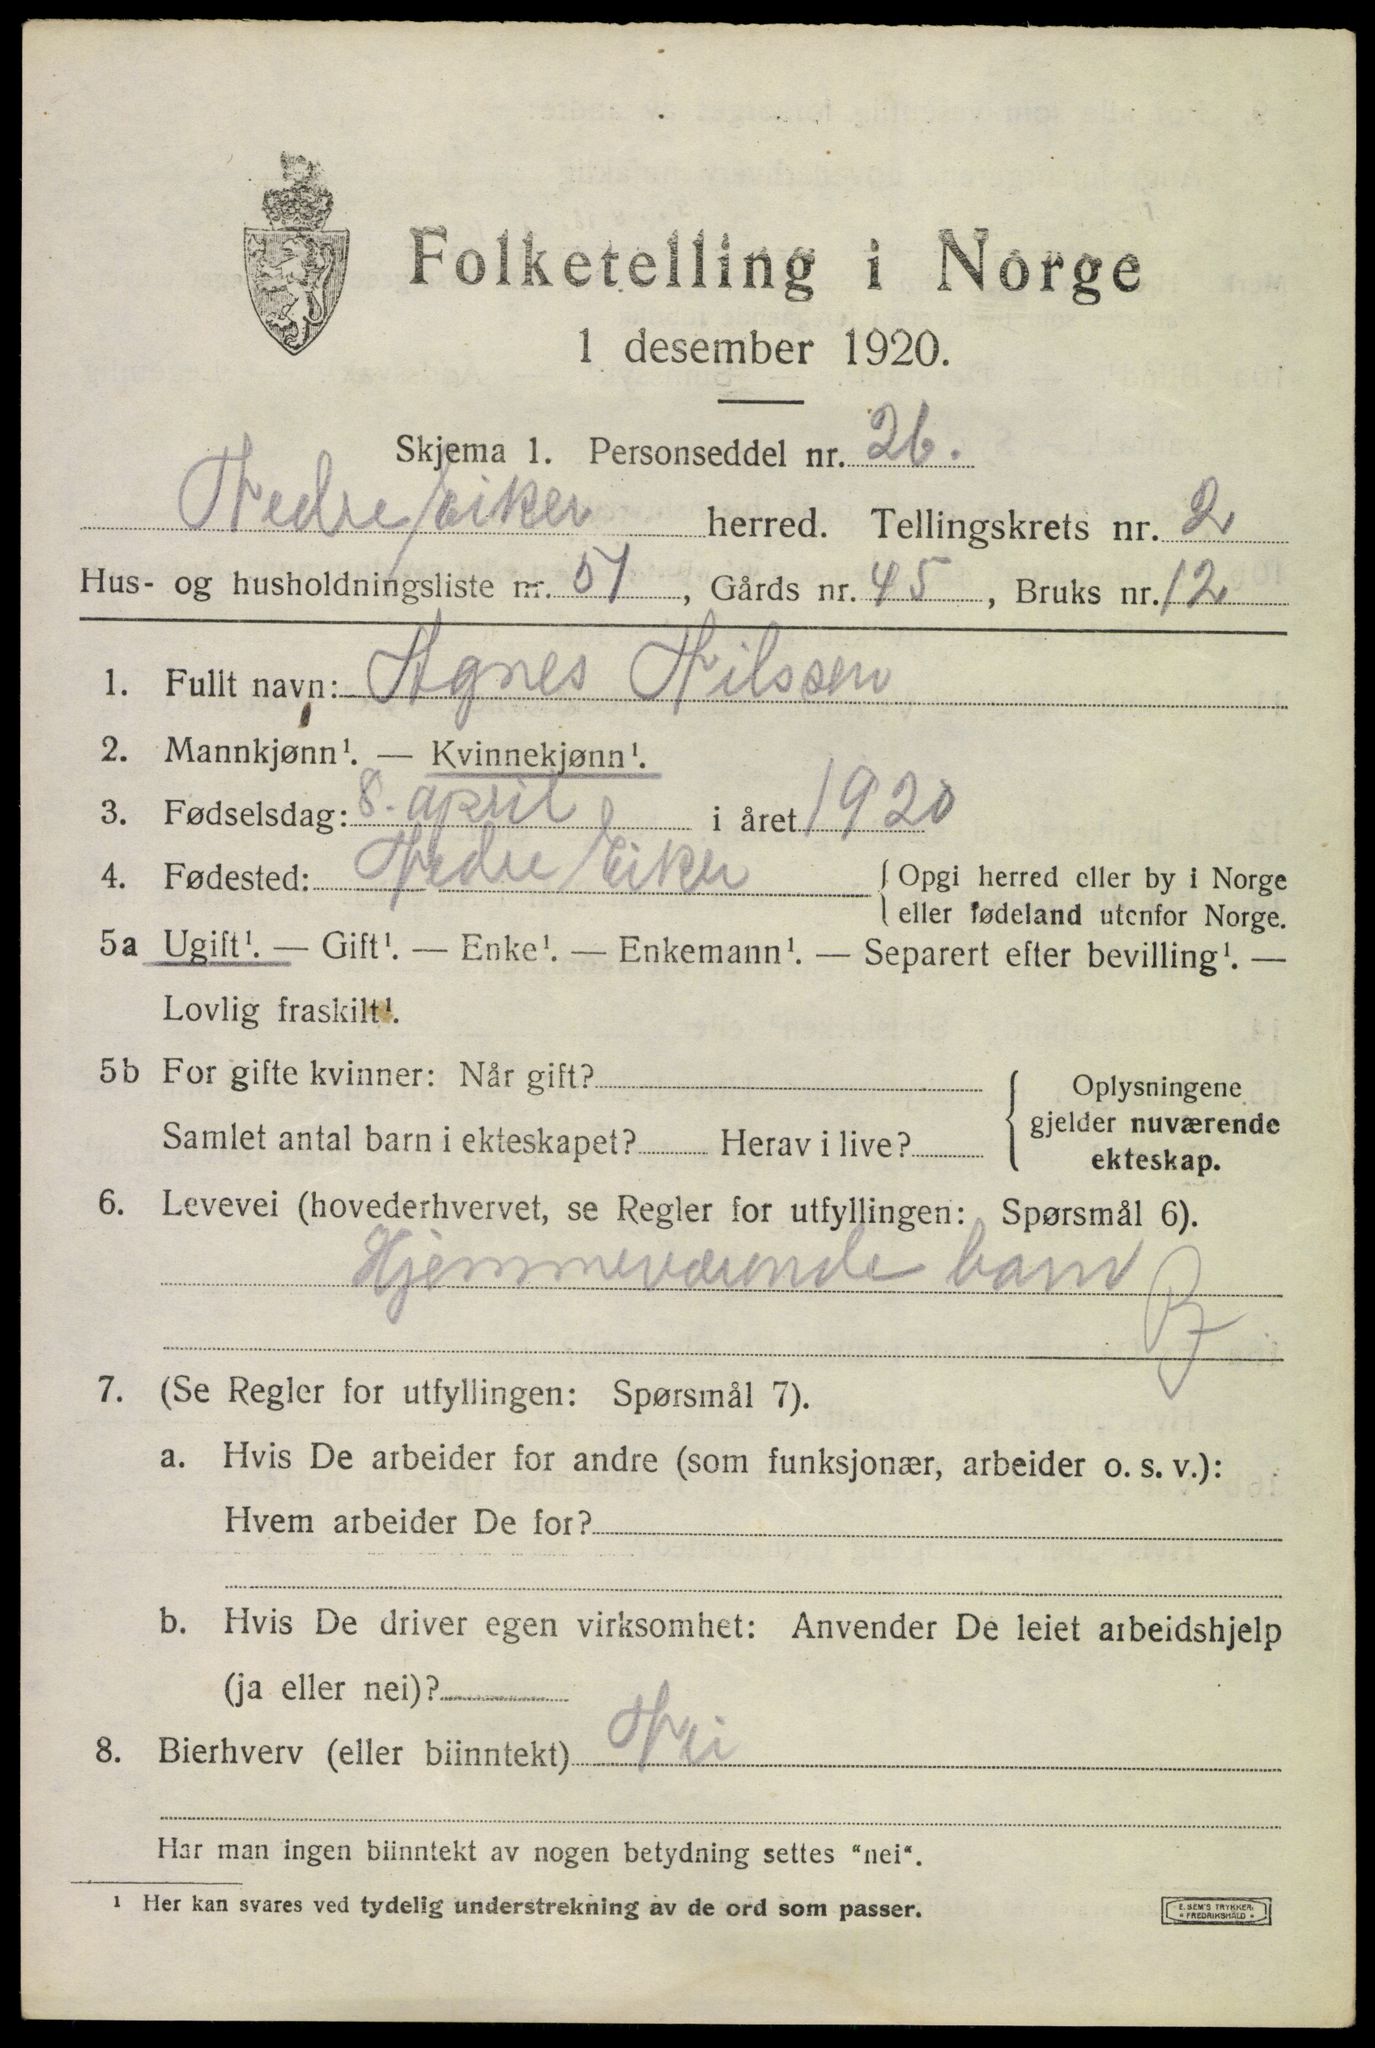 Folketelling i Norge
1 desember 1920.
Skjema 1. Personseddel nr. 26.
Nedre Eiker herred. Tellingskrets nr. 2
Hus- og husholdningsliste nr. 51, Gårds nr. 45, Bruks nr. 12
1. Fullt navn: Agnes Nilssen
2. Mannkjønn¹. — Kvinnekjønn¹.
3. Fødselsdag: 8. april i året 1920
4. Fødested: Nedre Eiker { Opgi herred eller by i Norge
eller fødeland utenfor Norge.
5a Ugift¹. — Gift¹. — Enke¹. — Enkemann¹. — Separert efter bevilling¹. —
Lovlig fraskilt¹.
5b For gifte kvinner: Når gift?
Samlet antal barn i ekteskapet? Herav i live?
{ Oplysningene
gjelder nuværende
ekteskap.
6. Levevei (hovederhvervet, se Regler for utfyllingen: Spørsmål 6).
Hjemmeværende barn
7. (Se Regler for utfyllingen: Spørsmål 7).
a. Hvis De arbeider for andre (som funksjonær, arbeider o. s. v.):
Hvem arbeider De for?
b. Hvis De driver egen virksomhet: Anvender De leiet arbeidshjelp
(ja eller nei)?
8. Bierhverv (eller biinntekt) Nei
Har man ingen biinntekt av nogen betydning settes "nei".
¹ Her kan svares ved tydelig understrekning av de ord som passer.
E. SEM'S TRYKKERI
FREDRIKSHALD